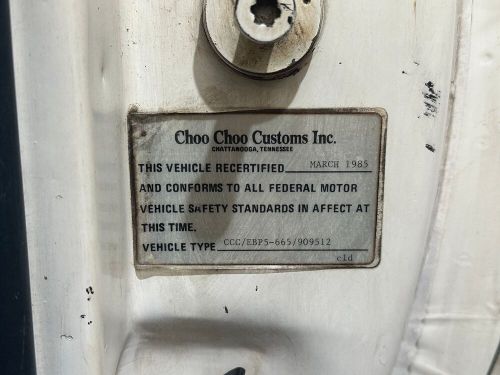 Choo Choo Customs Inc.
CHATTANOOGA, TENNESSEE
THIS VEHICLE RECERTIFIED MARCH 1985
AND CONFORMS TO ALL FEDERAL MOTOR
VEHICLE SAFETY STANDARDS IN AFFECT AT
THIS TIME.
VEHICLE TYPE CCC/EBP5-665/909512
cld